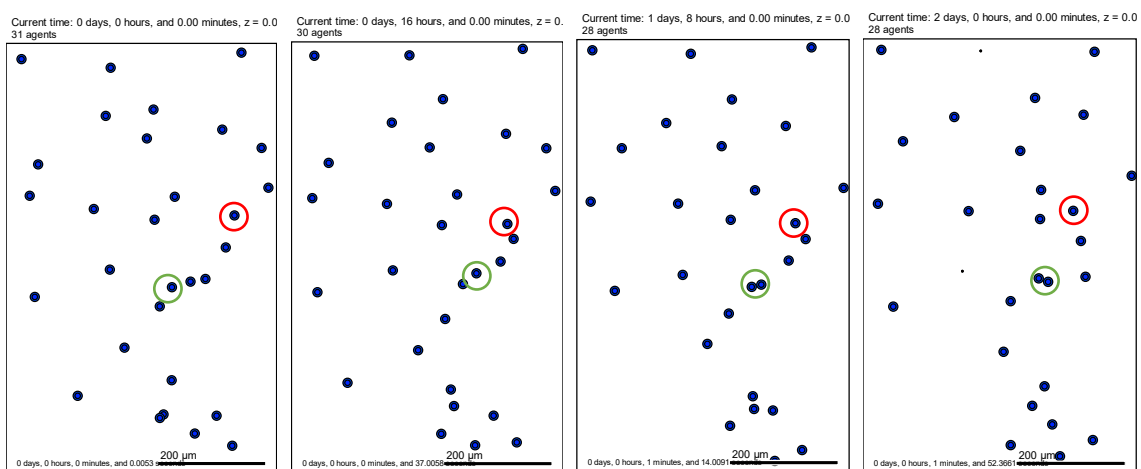 Current time: 0 days, 0 hours, and 0.00 minutes, z = 0.0
31 agents
200 µm
0 days, 0 hours, 0 minutes, and 0.0053 seconds
Current time: 0 days, 16 hours, and 0.00 minutes, z = 0.
30 agents
200 µm
0 days, 0 hours, 0 minutes, and 37.0058 seconds
Current time: 1 days, 8 hours, and 0.00 minutes, z = 0.0
28 agents
200 µm
0 days, 0 hours, 1 minutes, and 14.0091 seconds
Current time: 2 days, 0 hours, and 0.00 minutes, z = 0.0
28 agents
200 µm
0 days, 0 hours, 1 minutes, and 52.3661 seconds